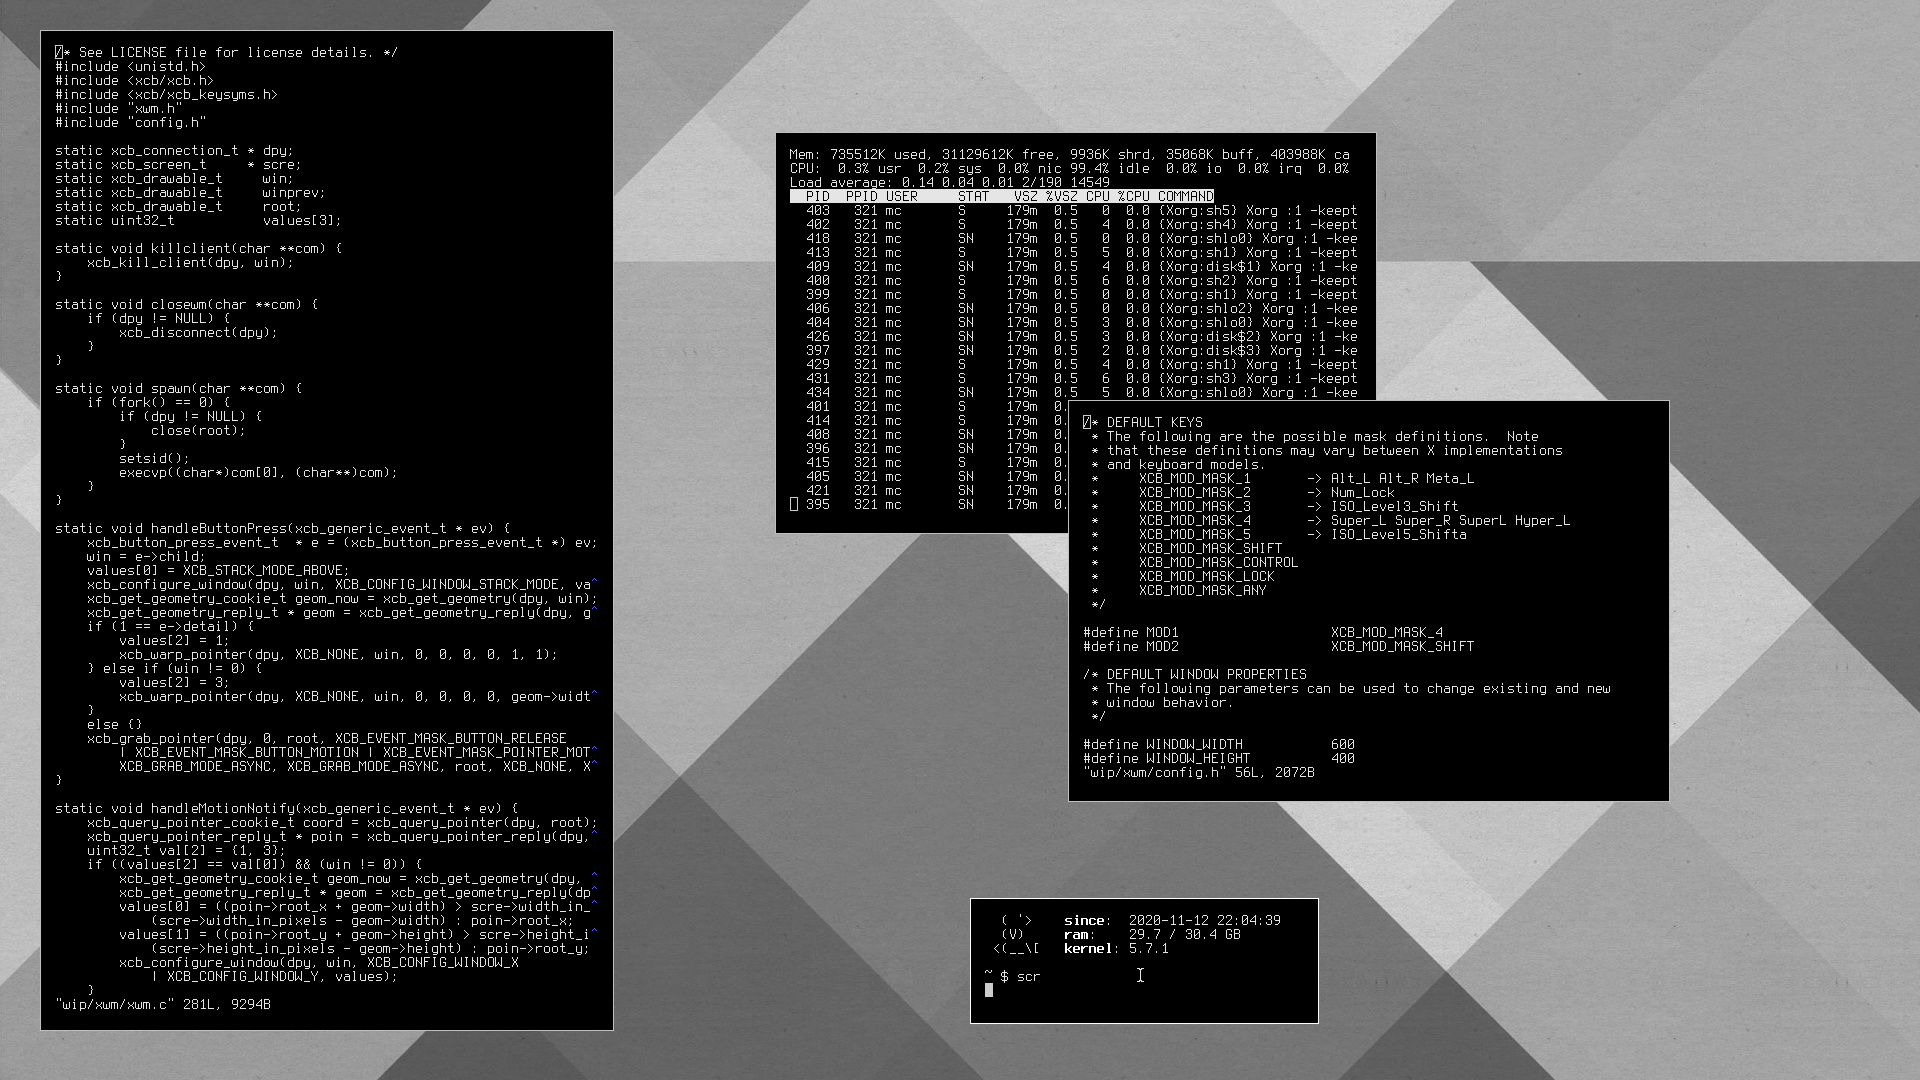 /* See LICENSE file for license details. */
#include <unistd.h>
#include <xcb/xcb.h>
#include <xcb/xcb_keysyms.h>
#include "xwm.h"
#include "config.h"
static xcb_connection_t * dpy;
static xcb_screen_t     * scre;
static xcb_drawable_t     win;
static xcb_drawable_t     winprev;
static xcb_drawable_t     root;
static uint32_t           values[3];
static void killclient(char **com) {
    xcb_kill_client(dpy, win);
}
static void closewm(char **com) {
    if (dpy != NULL) {
        xcb_disconnect(dpy);
    }
}
static void spawn(char **com) {
    if (fork() == 0) {
        if (dpy != NULL) {
            close(root);
        }
        setsid();
        execvp((char*)com[0], (char**)com);
    }
}
static void handleButtonPress(xcb_generic_event_t * ev) {
    xcb_button_press_event_t  * e = (xcb_button_press_event_t *) ev;
    win = e->child;
    values[0] = XCB_STACK_MODE_ABOVE;
    xcb_configure_window(dpy, win, XCB_CONFIG_WINDOW_STACK_MODE, va^
    xcb_get_geometry_cookie_t geom_now = xcb_get_geometry(dpy, win);
    xcb_get_geometry_reply_t * geom = xcb_get_geometry_reply(dpy, g^
    if (1 == e->detail) {
        values[2] = 1;
        xcb_warp_pointer(dpy, XCB_NONE, win, 0, 0, 0, 0, 1, 1);
    } else if (win != 0) {
        values[2] = 3;
        xcb_warp_pointer(dpy, XCB_NONE, win, 0, 0, 0, 0, geom->widt^
    }
    else {}
    xcb_grab_pointer(dpy, 0, root, XCB_EVENT_MASK_BUTTON_RELEASE
        | XCB_EVENT_MASK_BUTTON_MOTION | XCB_EVENT_MASK_POINTER_MOT^
        XCB_GRAB_MODE_ASYNC, XCB_GRAB_MODE_ASYNC, root, XCB_NONE, X^
}
static void handleMotionNotify(xcb_generic_event_t * ev) {
    xcb_query_pointer_cookie_t coord = xcb_query_pointer(dpy, root);
    xcb_query_pointer_reply_t * poin = xcb_query_pointer_reply(dpy,^
    uint32_t val[2] = {1, 3};
    if ((values[2] == val[0]) && (win != 0)) {
        xcb_get_geometry_cookie_t geom_now = xcb_get_geometry(dpy, ^
        xcb_get_geometry_reply_t * geom = xcb_get_geometry_reply(dp^
        values[0] = ((poin->root_x + geom->width) > scre->width_in_^
            (scre->width_in_pixels - geom->width) : poin->root_x;
        values[1] = ((poin->root_y + geom->height) > scre->height_i^
            (scre->height_in_pixels - geom->height) : poin->root_y;
        xcb_configure_window(dpy, win, XCB_CONFIG_WINDOW_X
            | XCB_CONFIG_WINDOW_Y, values);
    }
"wip/xwm/xwm.c" 281L, 9294B
Mem: 735512K used, 31129612K free, 9936K shrd, 35068K buff, 403988K ca
CPU:  0.3% usr  0.2% sys  0.0% nic 99.4% idle  0.0% io  0.0% irq  0.0%
Load average: 0.14 0.04 0.01 2/190 14549
  PID  PPID USER     STAT   VSZ %VSZ CPU %CPU COMMAND
  403   321 mc       S     179m  0.5   0  0.0 {Xorg:sh5} Xorg :1 -keept
  402   321 mc       S     179m  0.5   4  0.0 {Xorg:sh4} Xorg :1 -keept
  418   321 mc       SN    179m  0.5   0  0.0 {Xorg:shlo0} Xorg :1 -kee
  413   321 mc       S     179m  0.5   5  0.0 {Xorg:sh1} Xorg :1 -keept
  409   321 mc       SN    179m  0.5   4  0.0 {Xorg:disk$1} Xorg :1 -ke
  400   321 mc       S     179m  0.5   6  0.0 {Xorg:sh2} Xorg :1 -keept
  399   321 mc       S     179m  0.5   0  0.0 {Xorg:sh1} Xorg :1 -keept
  406   321 mc       SN    179m  0.5   0  0.0 {Xorg:shlo2} Xorg :1 -kee
  404   321 mc       SN    179m  0.5   3  0.0 {Xorg:shlo0} Xorg :1 -kee
  426   321 mc       SN    179m  0.5   3  0.0 {Xorg:disk$2} Xorg :1 -ke
  397   321 mc       SN    179m  0.5   2  0.0 {Xorg:disk$3} Xorg :1 -ke
  429   321 mc       S     179m  0.5   4  0.0 {Xorg:sh1} Xorg :1 -keept
  431   321 mc       S     179m  0.5   6  0.0 {Xorg:sh3} Xorg :1 -keept
  434   321 mc       SN    179m  0.5   5  0.0 {Xorg:shlo0} Xorg :1 -kee
  401   321 mc       S     179m  0.
  414   321 mc       S     179m  0.
  408   321 mc       SN    179m  0.
  396   321 mc       SN    179m  0.
  415   321 mc       S     179m  0.
  405   321 mc       SN    179m  0.
  421   321 mc       SN    179m  0.
  395   321 mc       SN    179m  0.
/* DEFAULT KEYS
 * The following are the possible mask definitions.  Note
 * that these definitions may vary between X implementations
 * and keyboard models.
 *     XCB_MOD_MASK_1       -> Alt_L Alt_R Meta_L
 *     XCB_MOD_MASK_2       -> Num_Lock
 *     XCB_MOD_MASK_3       -> ISO_Level3_Shift
 *     XCB_MOD_MASK_4       -> Super_L Super_R SuperL Hyper_L
 *     XCB_MOD_MASK_5       -> ISO_Level5_Shifta
 *     XCB_MOD_MASK_SHIFT
 *     XCB_MOD_MASK_CONTROL
 *     XCB_MOD_MASK_LOCK
 *     XCB_MOD_MASK_ANY
 */
#define MOD1                   XCB_MOD_MASK_4
#define MOD2                   XCB_MOD_MASK_SHIFT
/* DEFAULT WINDOW PROPERTIES
 * The following parameters can be used to change existing and new
 * window behavior.
 */
#define WINDOW_WIDTH           600
#define WINDOW_HEIGHT          400
"wip/xwm/config.h" 56L, 2072B
  ( '>    since:  2020-11-12 22:04:39
  (V)     ram:    29.7 / 30.4 GB
 <(__\[   kernel: 5.7.1
~ $ scr